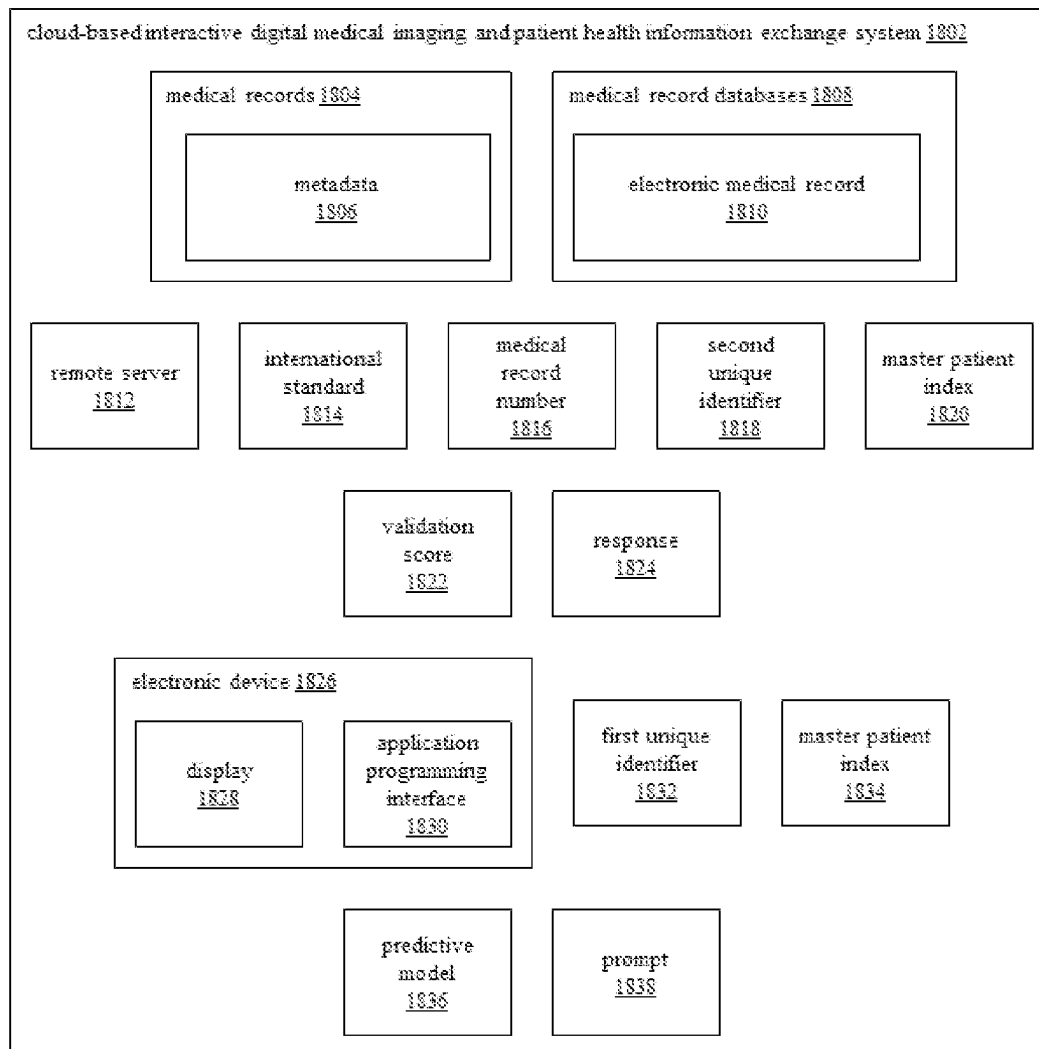 cloud-based interactive digital medical imaging and patient health information exchange system 1802
medical records 1804
medical record databases 1808
metadata
1806
electronic medical record
1810
remote server
1812
international
standard
1814
medical
record
number
1816
second
unique
identifier
1818
master patient
index
1820
validation
score
1822
response
1824
electronic device 1826
display
1828
application
programming
interface
1830
first unique
identifier
1832
master patient
index
1834
predictive
model
1836
prompt
1838